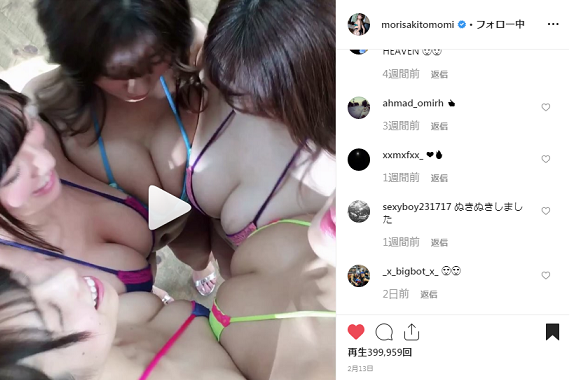 morisakitomomi • フォロー中
HEAVEN
4週間前 返信
ahmad_omirh
3週間前 返信
xxmxfxx_ ❤
1週間前 返信
sexyboy231717 ぬきぬきしまし
た
1週間前 返信
_x_bigbot_x_
2日前 返信
再生399,959回
2月13日